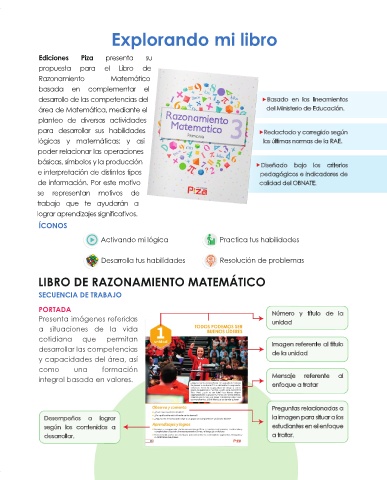 Explorando mi libro
Ediciones Piza presenta su
propuesta para el Libro de
Razonamiento Matemático
basada en complementar el
desarrollo de las competencias del
área de Matemática, mediante el
planteo de diversas actividades
para desarrollar sus habilidades
lógicas y matemáticas; y así
poder relacionar las operaciones
básicas, símbolos y la producción
e interpretación de distintos tipos
de información. Por este motivo
se representan motivos de
trabajo que te ayudarán a
lograr aprendizajes significativos.
Razonamiento
Matemático
Primaria
3
Piza
Basado en los lineamientos
del Ministerio de Educación.
Redactado y corregido según
las últimas normas de la RAE.
Diseñado bajo los criterios
pedagógicos e indicadores de
calidad del OBNATE.
ÍCONOS
Activando mi lógica
Practica tus habilidades
Desarrolla tus habilidades
Resolución de problemas
LIBRO DE RAZONAMIENTO MATEMÁTICO
SECUENCIA DE TRABAJO
PORTADA
Presenta imágenes referidas
a situaciones de la vida
cotidiana que permitan
desarrollar las competencias
y capacidades del área, así
como una formación
integral basada en valores.
1
TODOS PODEMOS SER
BUENOS LÍDERES
Observa y comenta
Aprendizajes a lograr
Piza
Número y título de la
unidad
Imagen referente al título
de la unidad
Mensaje referente al
enfoque a tratar
Preguntas relacionadas a
la imagen para situar a los
estudiantes en el enfoque
a tratar.
Desempeños a lograr
según los contenidos a
desarrollar.